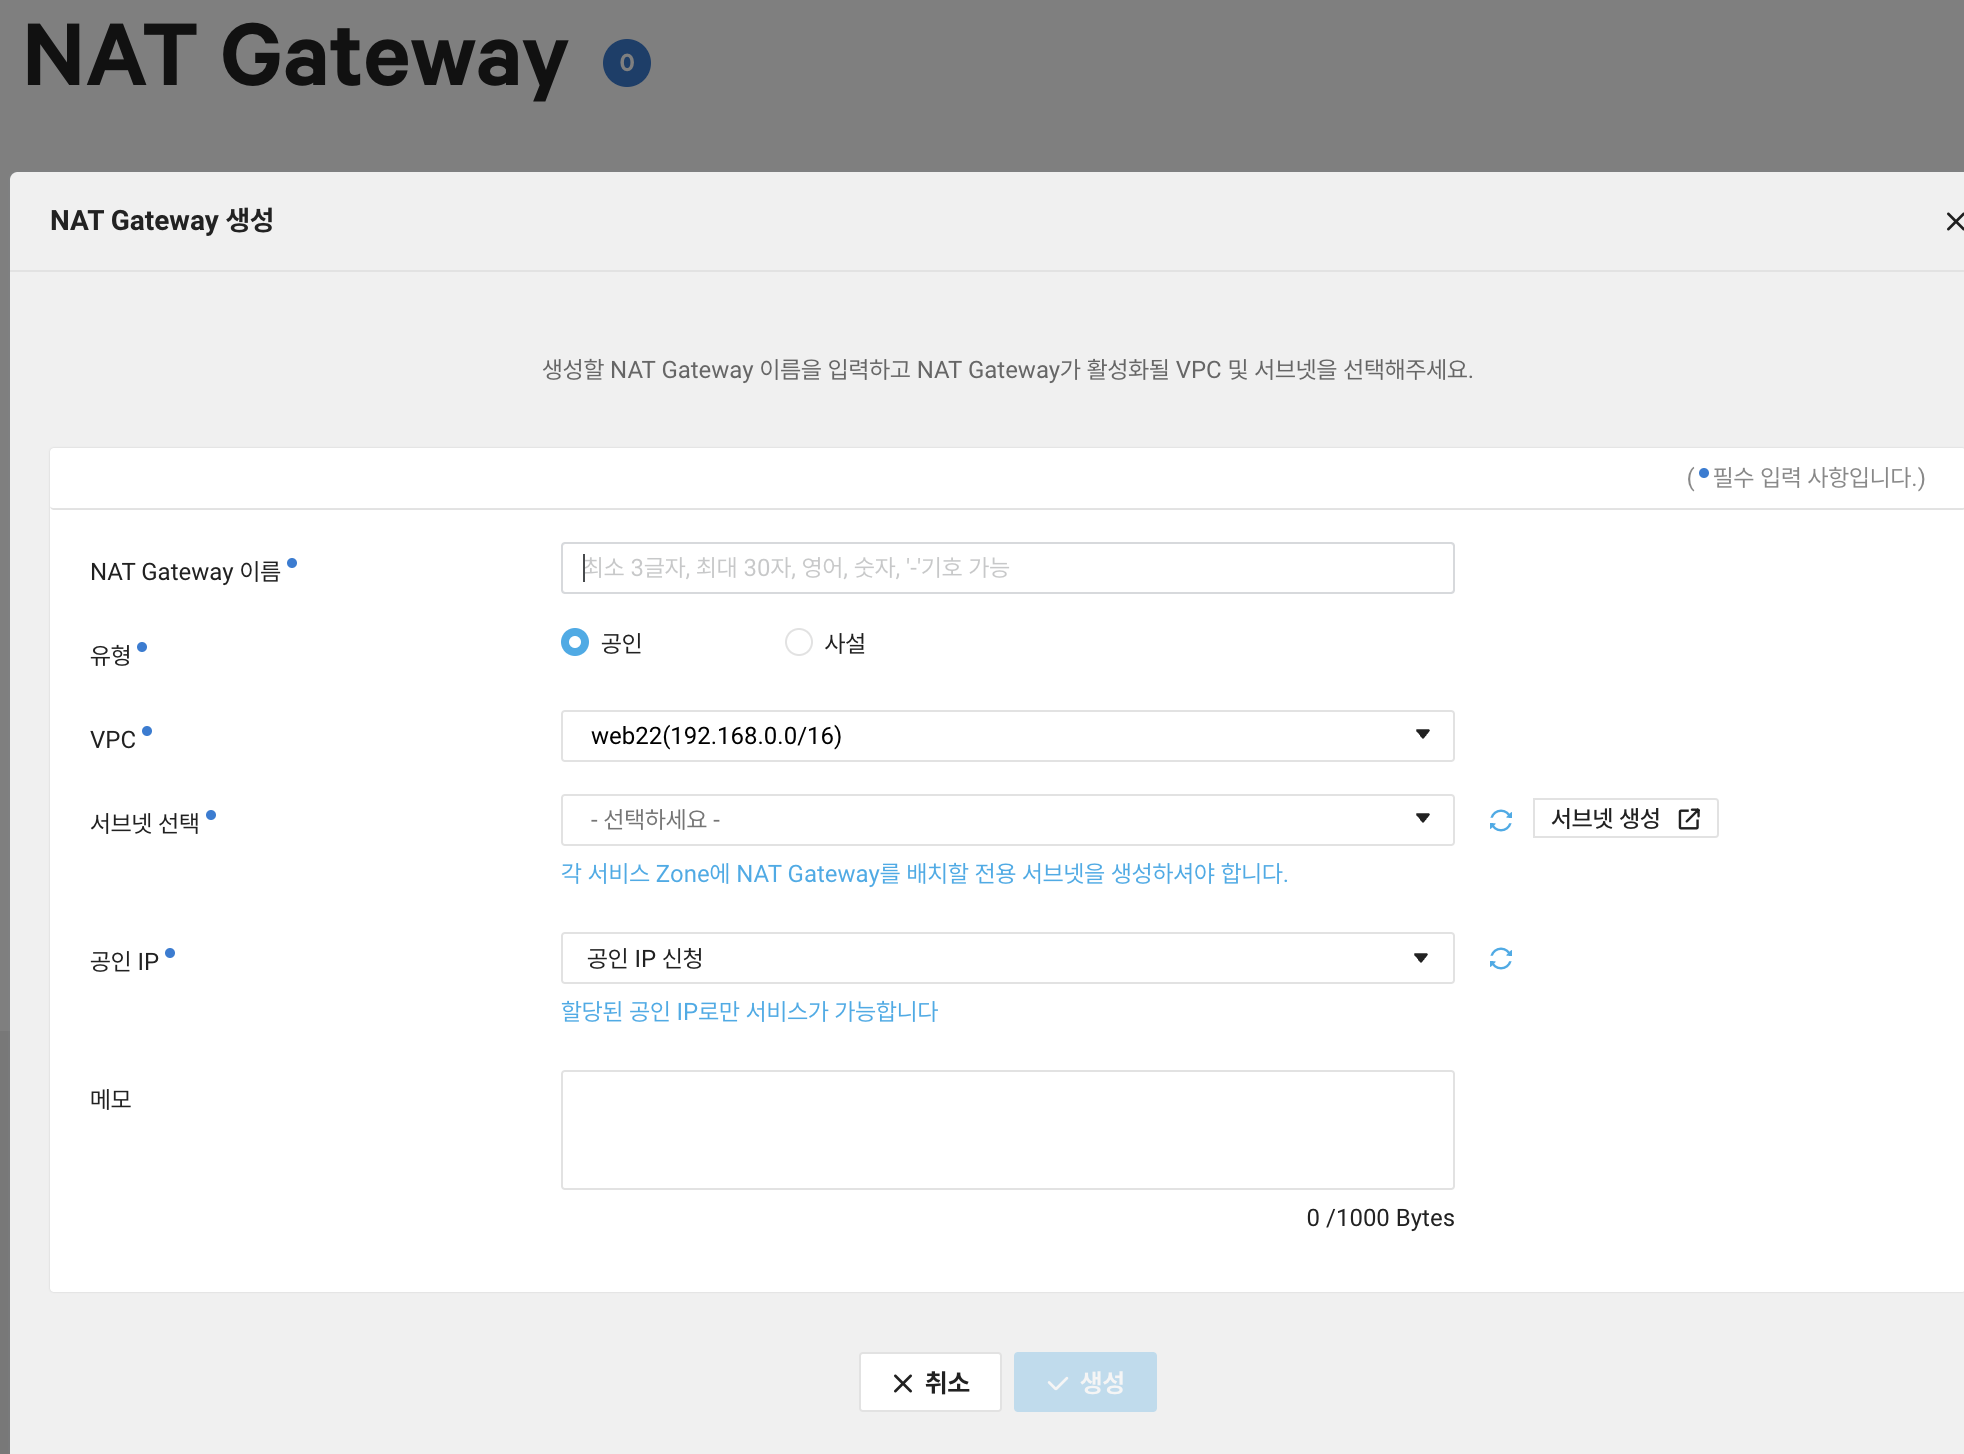 NAT Gateway 0
NAT Gateway 생성
생성할 NAT Gateway 이름을 입력하고 NAT Gateway가 활성화될 VPC 및 서브넷을 선택해주세요.
(•필수 입력 사항입니다.)
NAT Gateway 이름•
최소 3글자, 최대 30자, 영어, 숫자, '-'기호 가능
유형•
공인 사설
VPC•
web22(192.168.0.0/16)
서브넷 선택•
- 선택하세요 -
서브넷 생성
각 서비스 Zone에 NAT Gateway를 배치할 전용 서브넷을 생성하셔야 합니다.
공인 IP•
공인 IP 신청
할당된 공인 IP로만 서비스가 가능합니다
메모
0 /1000 Bytes
취소 생성